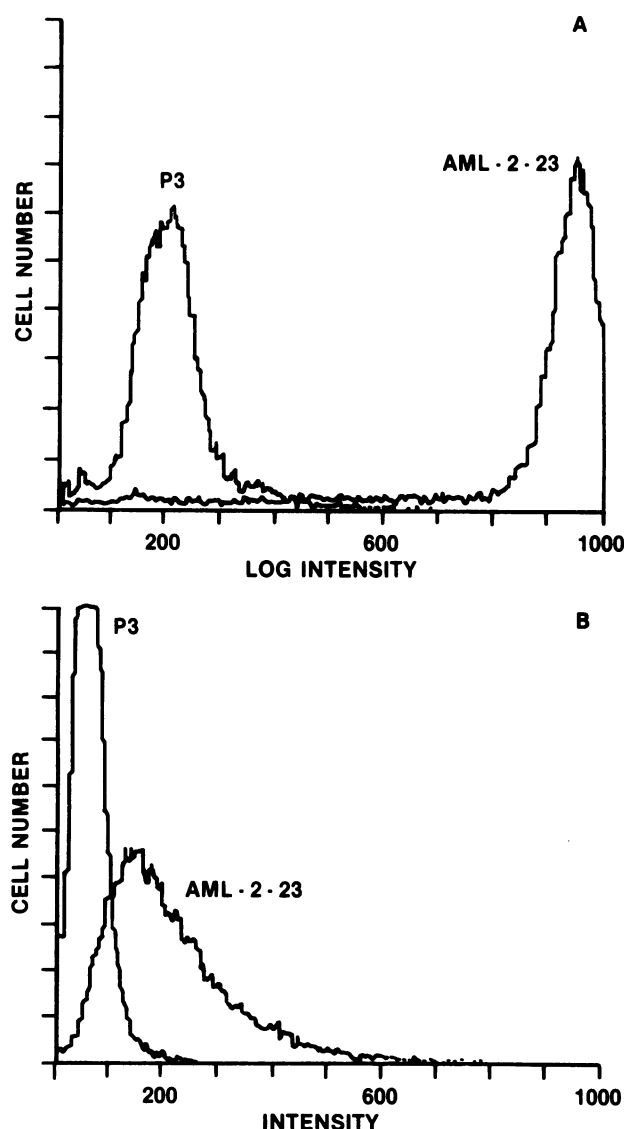 A
P3
AML - 2 - 23
CELL NUMBER
200 600 1000
LOG INTENSITY
B
P3
AML - 2 - 23
CELL NUMBER
200 600 1000
INTENSITY